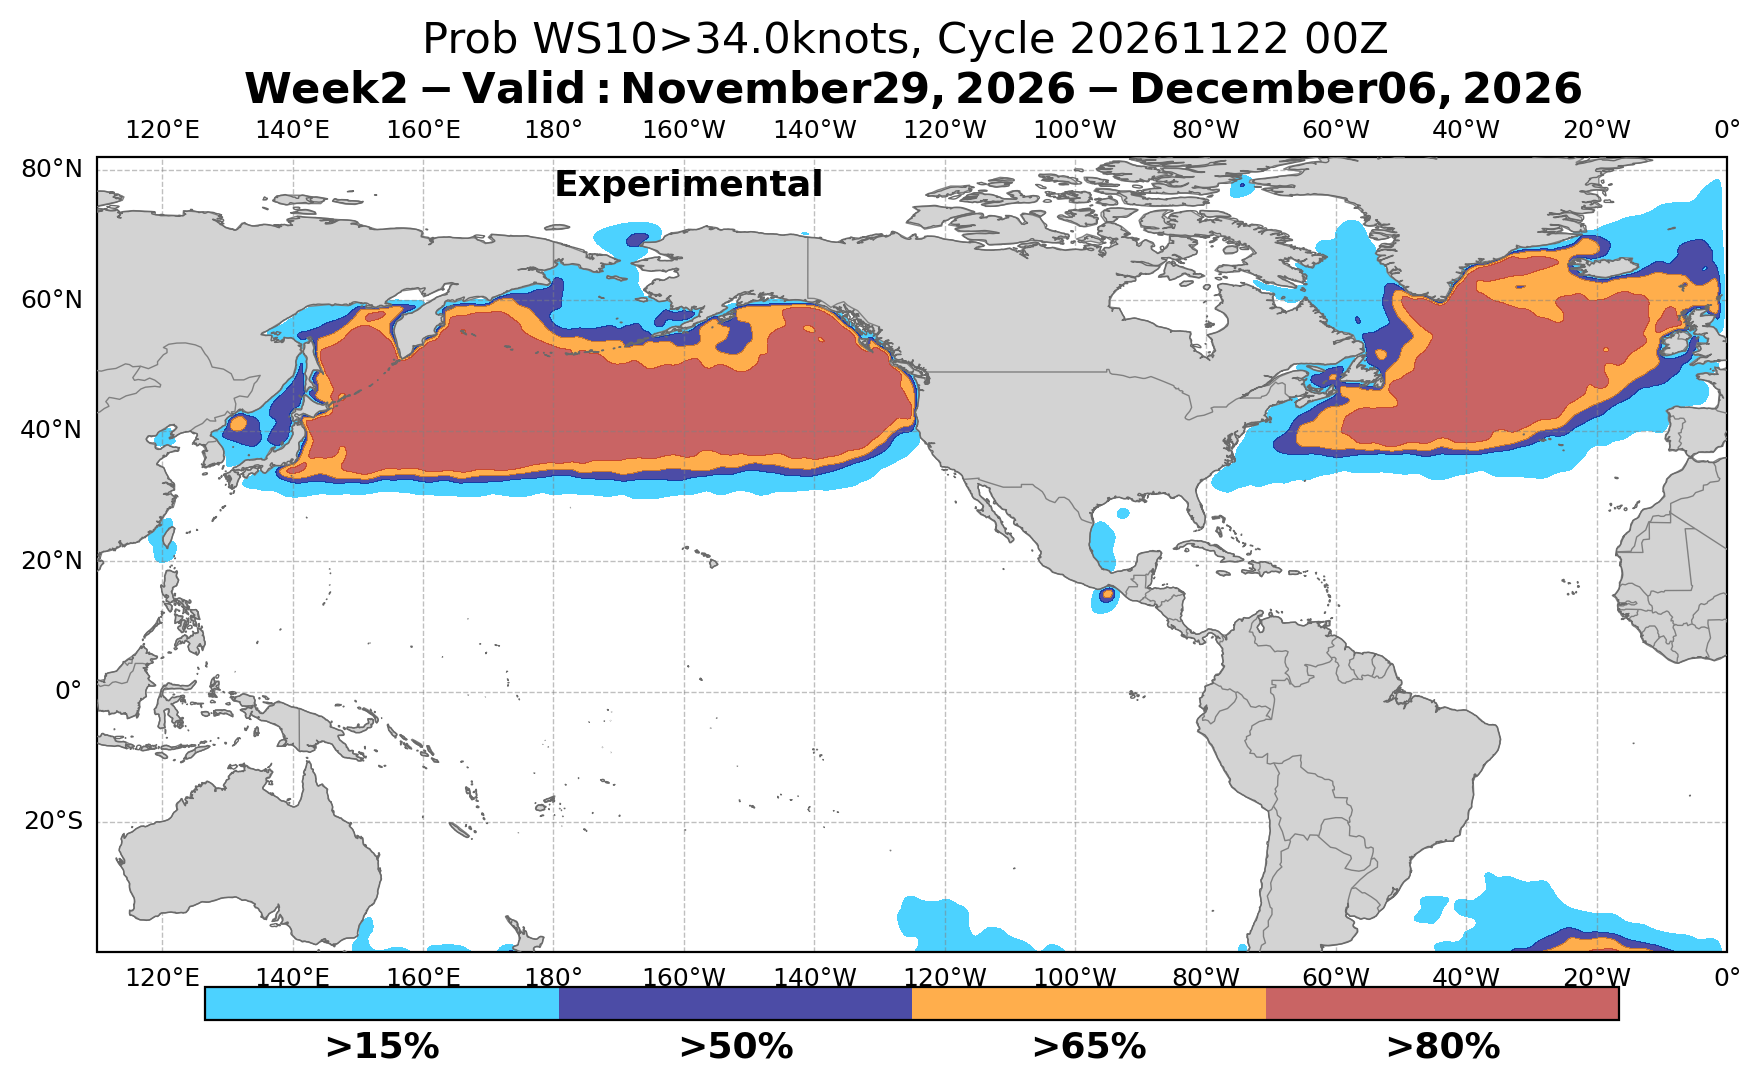 Prob WS10>34.0knots, Cycle 20261122 00Z
Week2 − Valid : November29, 2026 − December06, 2026
120°E 140°E 160°E 180° 160°W 140°W 120°W 100°W 80°W 60°W 40°W 20°W 0°
80°N
Experimental
60°N
40°N
20°N
0°
20°S
120°E 140°E 160°E 180° 160°W 140°W 120°W 100°W 80°W 60°W 40°W 20°W 0°
>15% >50% >65% >80%